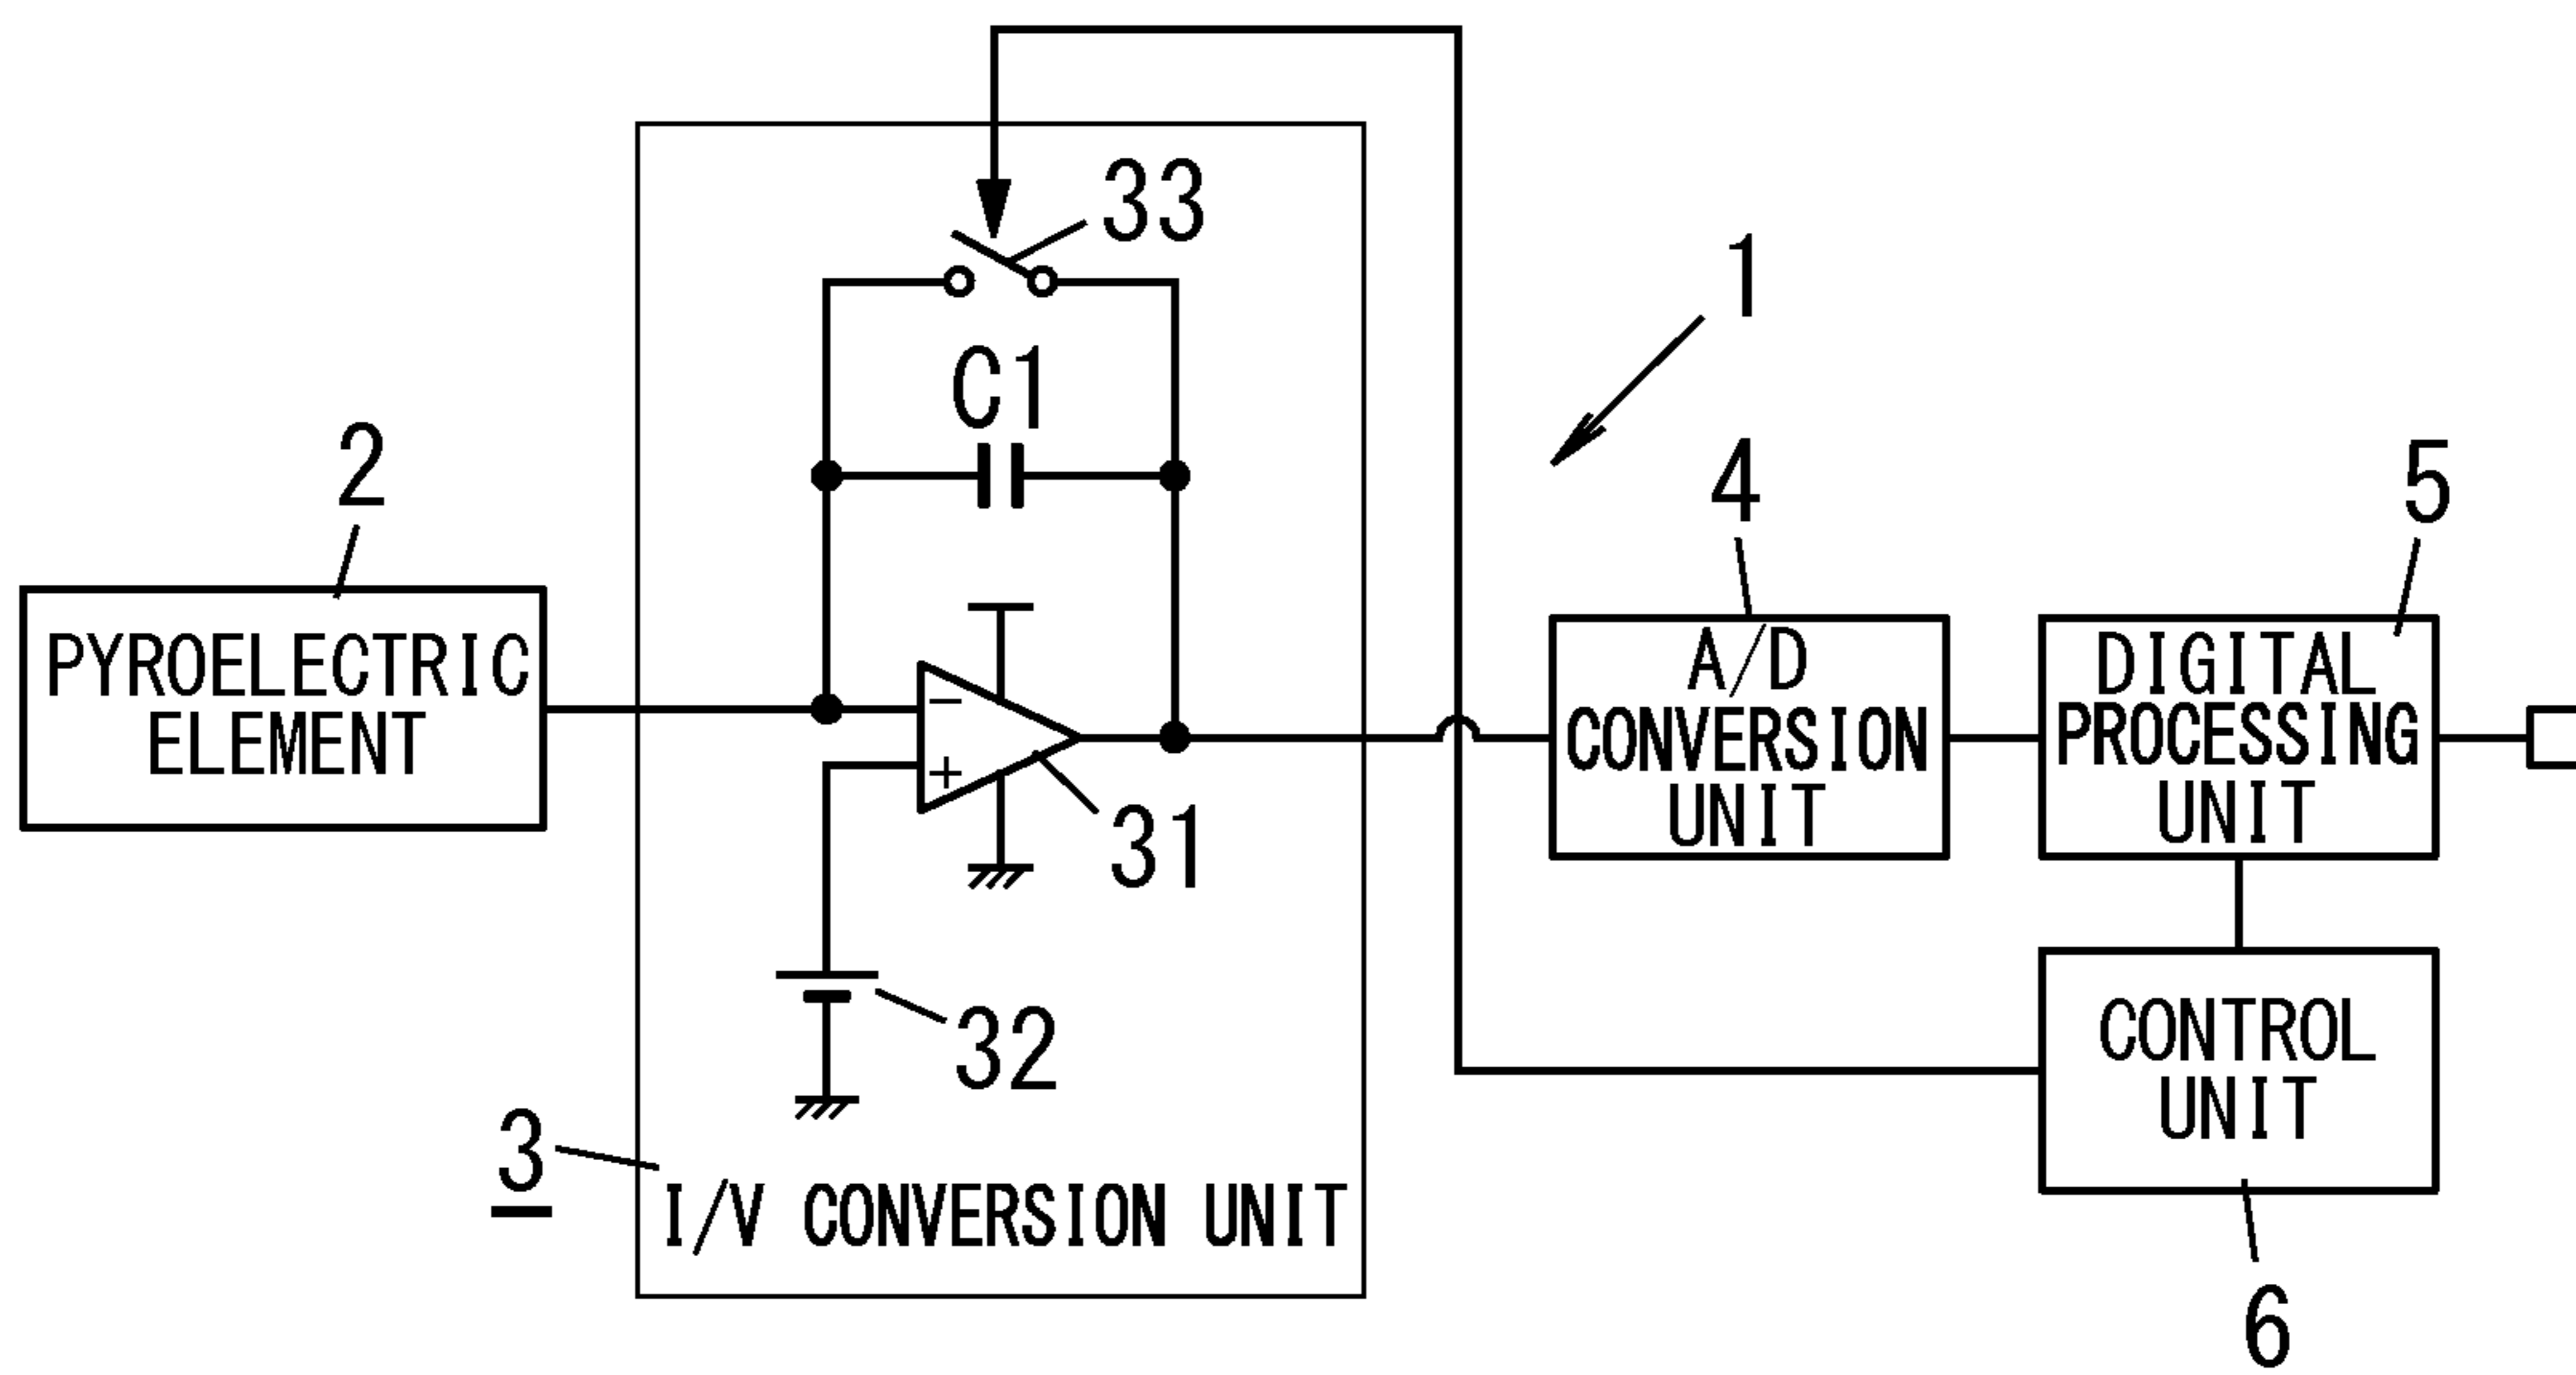 33
1
C1
2
4
5
PYROELECTRIC
ELEMENT
−
+
31
A/D
CONVERSION
UNIT
DIGITAL
PROCESSING
UNIT
32
CONTROL
UNIT
3
I/V CONVERSION UNIT
6